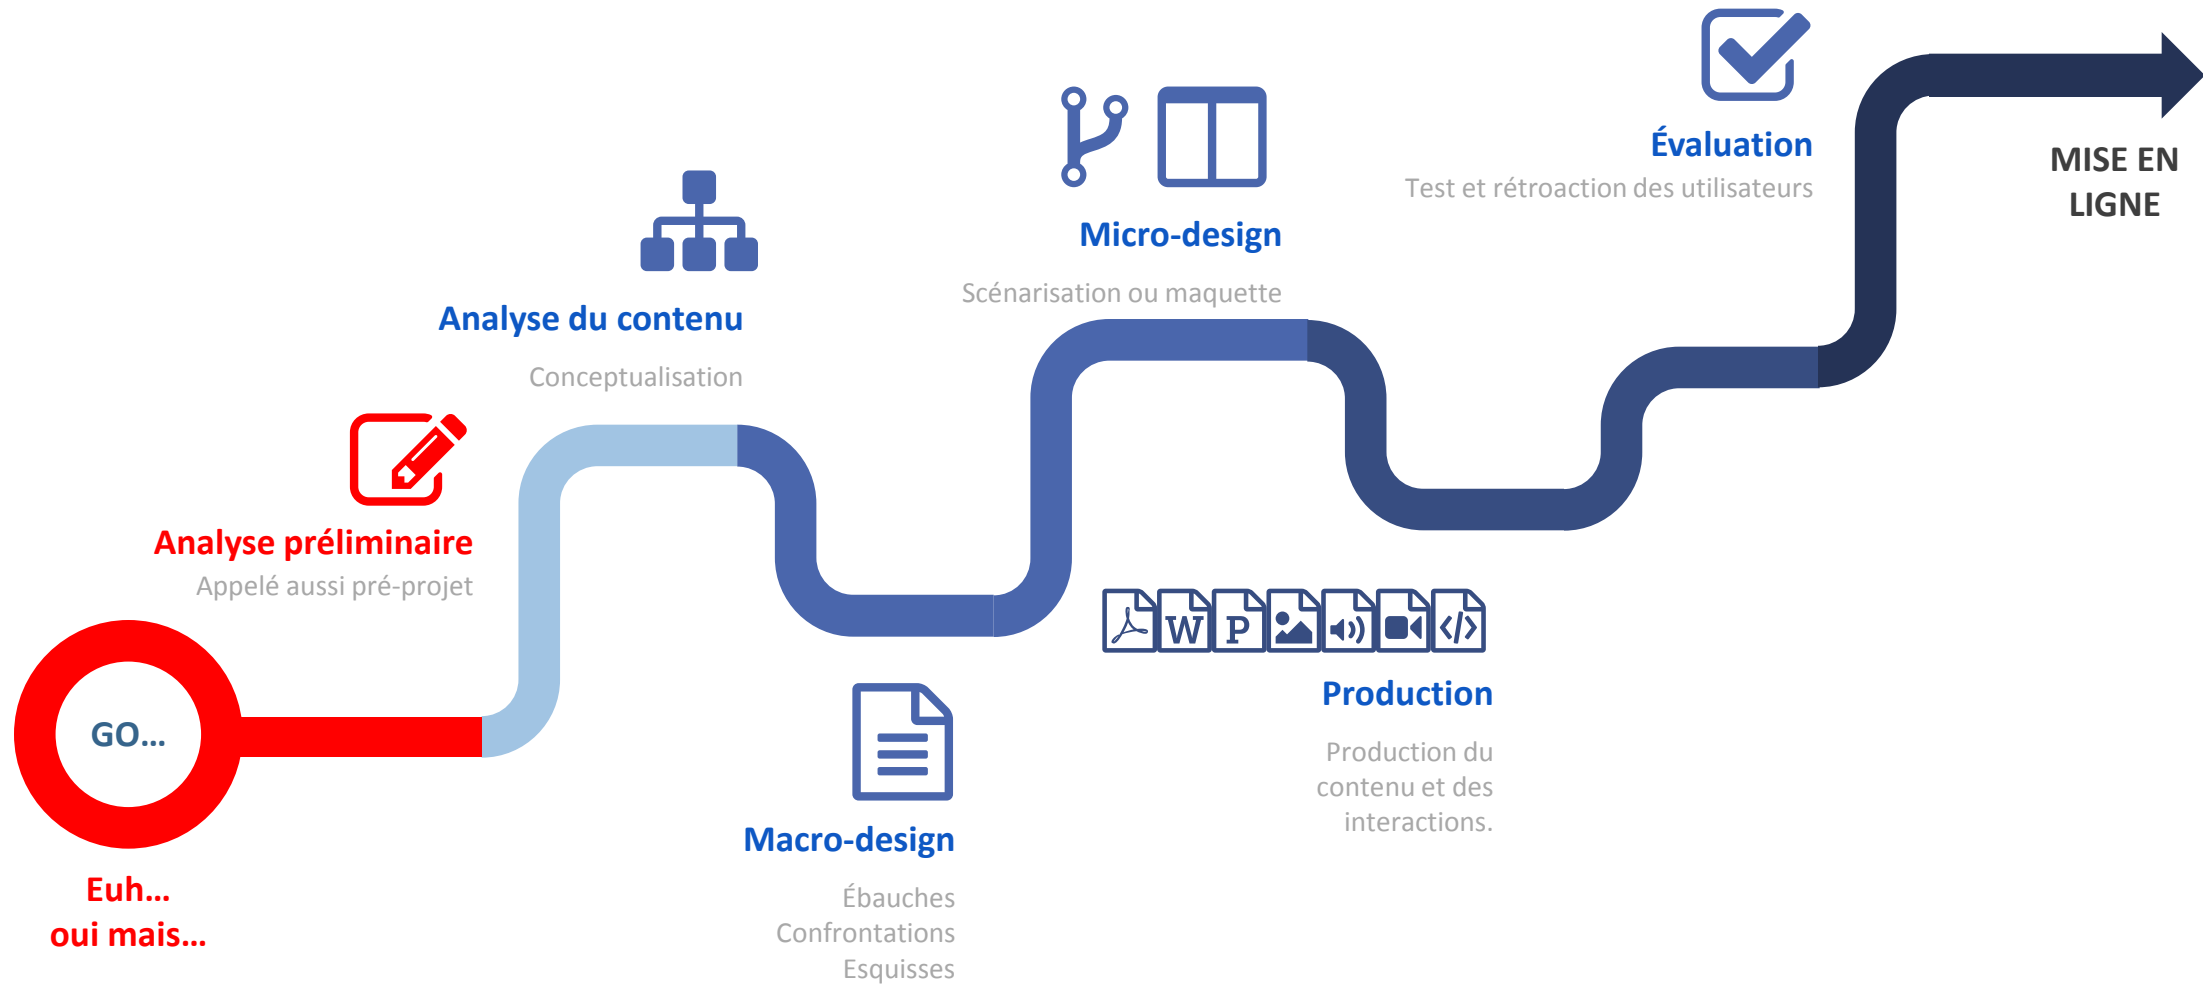 GO...
Euh...
oui mais...
Analyse préliminaire
Appelé aussi pré-projet
Analyse du contenu
Conceptualisation
Macro-design
Ébauches
Confrontations
Esquisses
Micro-design
Scénarisation ou maquette
W
P
</>
Production
Production du
contenu et des
interactions.
Évaluation
Test et rétroaction des utilisateurs
MISE EN
LIGNE